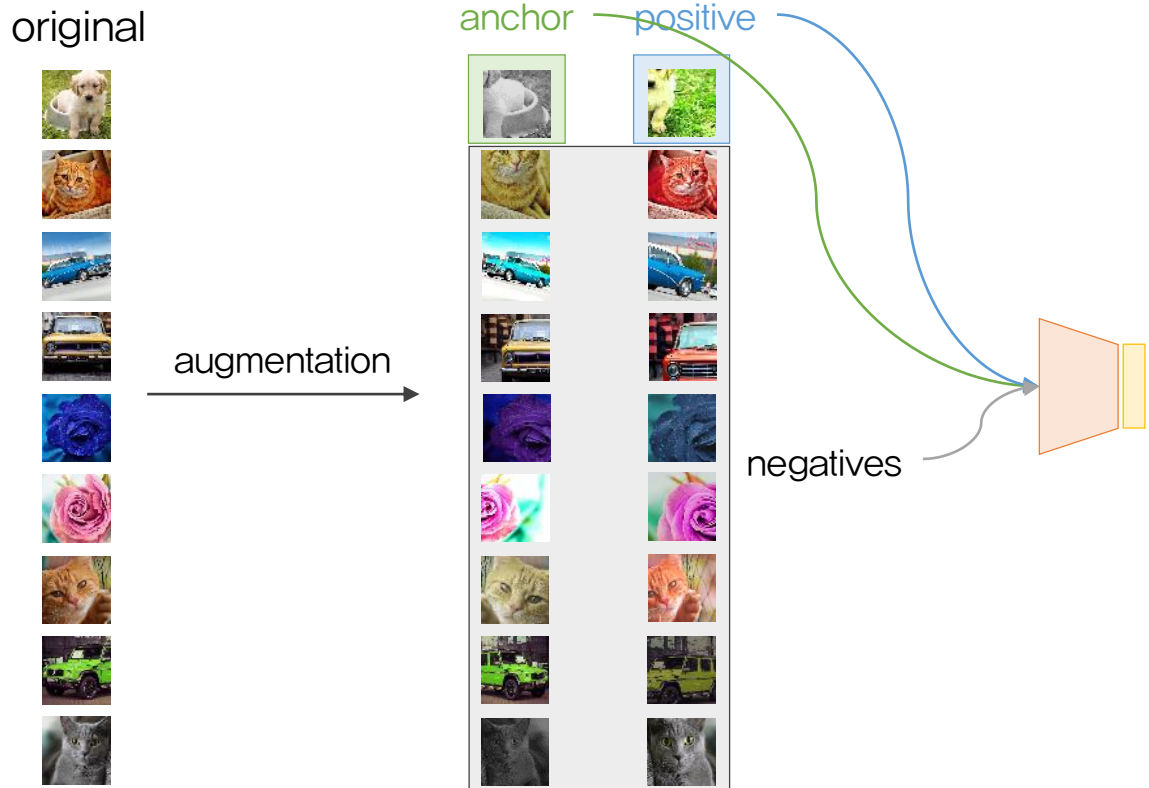 original
anchor
positive
augmentation
negatives